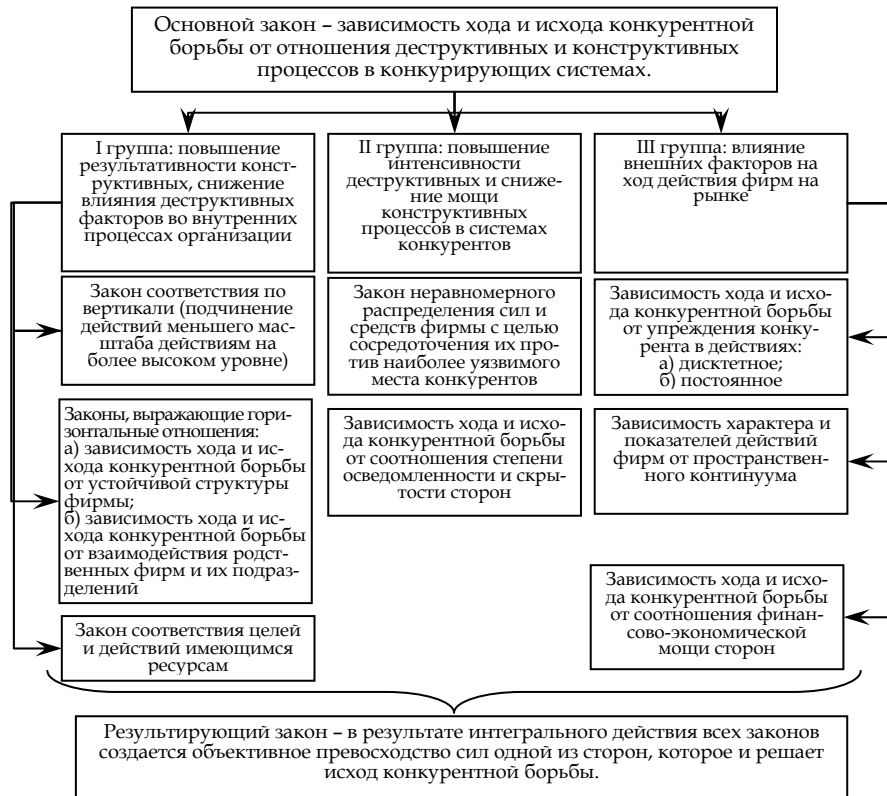 Основной закон – зависимость хода и исхода конкурентной
борьбы от отношения деструктивных и конструктивных
процессов в конкурирующих системах.
I группа: повышение
результативности конст-
руктивных, снижение
влияния деструктивных
факторов во внутренних
процессах организации
II группа: повышение
интенсивности
деструктивных и сниже-
ние мощи
конструктивных
процессов в системах
конкурентов
III группа: влияние
внешних факторов на
ход действия фирм на
рынке
Закон соответствия по
вертикали (подчинение
действий меньшего мас-
штаба действиям на
более высоком уровне)
Закон неравномерного
распределения сил и
средств фирмы с целью
сосредоточения их про-
тив наиболее уязвимого
места конкурентов
Зависимость хода и исхо-
да конкурентной борьбы
от упреждения конку-
рента в действиях:
а) дисктетное;
б) постоянное
Законы, выражающие гори-
зонтальные отношения:
а) зависимость хода и ис-
хода конкурентной борьбы
от устойчивой структуры
фирмы;
б) зависимость хода и ис-
хода конкурентной борьбы
от взаимодействия родст-
венных фирм и их подраз-
делений
Зависимость хода и исхо-
да конкурентной борьбы
от соотношения степени
осведомленности и скры-
тости сторон
Зависимость характера и
показателей действий
фирм от пространствен-
ного континуума
Закон соответствия целей
и действий имеющимся
ресурсам
Зависимость хода и исхо-
да конкурентной борьбы
от соотношения финан-
сово-экономической
мощи сторон
Результирующий закон – в результате интегрального действия всех законов
создается объективное превосходство сил одной из сторон, которое и решает
исход конкурентной борьбы.